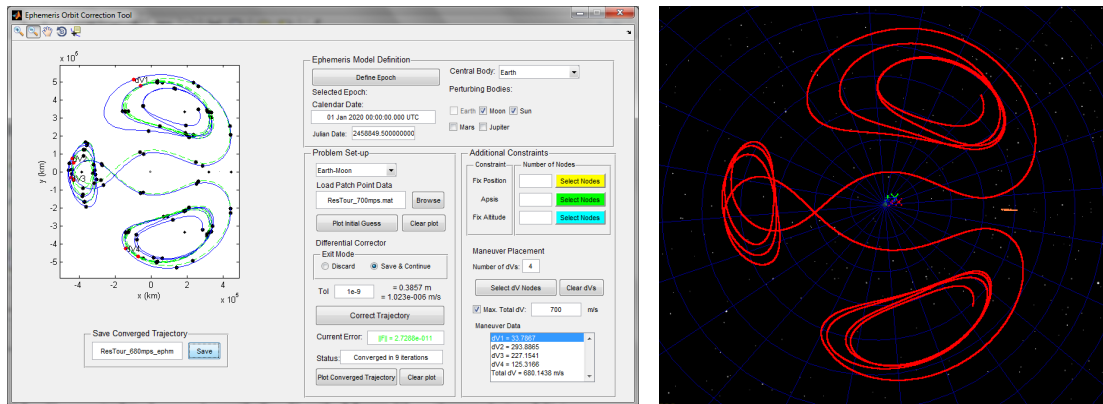 Ephemeris Orbit Correction Tool
Ephemeris Model Definition
Define Epoch
Central Body: Earth
Selected Epoch:
Perturbing Bodies:
Calendar Date:
01 Jan 2020 00:00:00.000 UTC
Earth Moon Sun
Julian Date: 2458849.500000000
Mars Jupiter
x 10^5
5
4
3
2
1
0
-1
-2
-3
-4
-5
y (km)
dV1
-4 -2 0 2 4
x (km)
x 10^5
Save Converged Trajectory
ResTour_680mps_ephm Save
Problem Set-up
Earth-Moon
Load Patch Point Data
ResTour_700mps.mat Browse
Plot Initial Guess Clear plot
Differential Corrector
Exit Mode
Discard Save & Continue
Tol 1e-9 = 0.3857 m
= 1.023e-006 m/s
Correct Trajectory
Current Error: |F| = 2.7286e-011
Status: Converged in 9 iterations
Plot Converged Trajectory Clear plot
Additional Constraints
Constraint Number of Nodes
Fix Position Select Nodes
Apsis Select Nodes
Fix Altitude Select Nodes
Maneuver Placement
Number of dVs: 4
Select dV Nodes Clear dVs
Max. Total dV: 700 m/s
Maneuver Data
dV1 = 33.7867
dV2 = 293.8865
dV3 = 227.1541
dV4 = 125.3166
Total dV = 680.1438 m/s